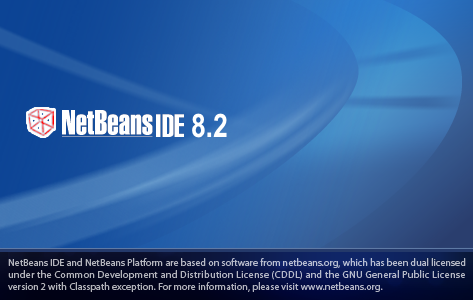 NetBeans IDE 8.2
NetBeans IDE and NetBeans Platform are based on software from netbeans.org, which has been dual licensed
under the Common Development and Distribution License (CDDL) and the GNU General Public License
version 2 with Classpath exception. For more information, please visit www.netbeans.org.